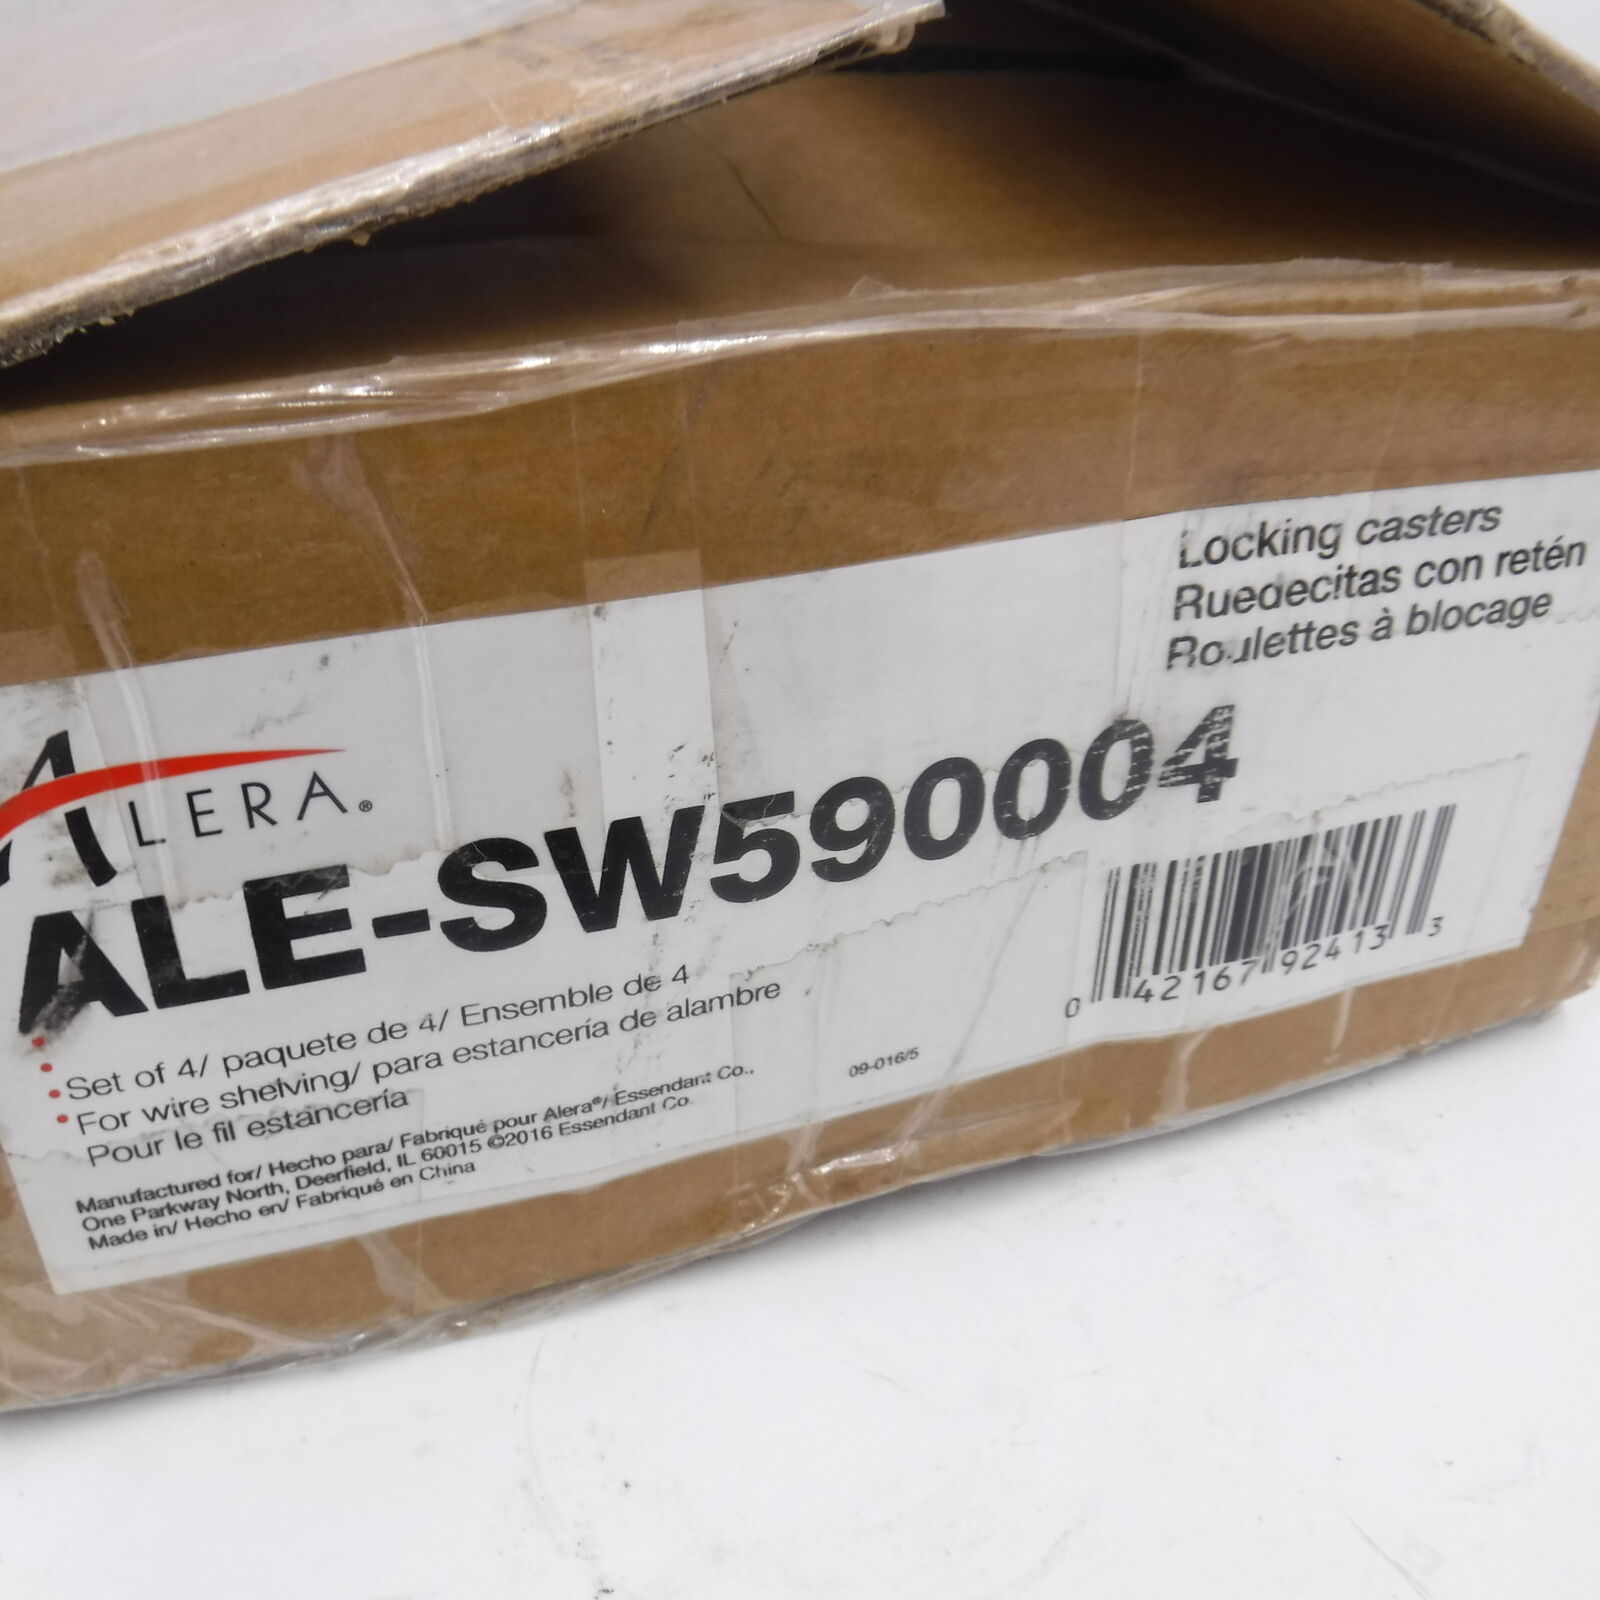 Locking casters
Ruedecitas con retén
Roulettes à blocage
ALERA®
ALE-SW590004
Set of 4/ paquete de 4/ Ensemble de 4
For wire shelving/ para estancería de alambre
Pour le fil estancería
Manufactured for/ Hecho para/ Fabriqué pour Alera®/ Essendant Co.,
One Parkway North, Deerfield, IL 60015 ©2016 Essendant Co.
Made in/ Hecho en/ Fabriqué en China
09-016/5
0 42167 92413 3